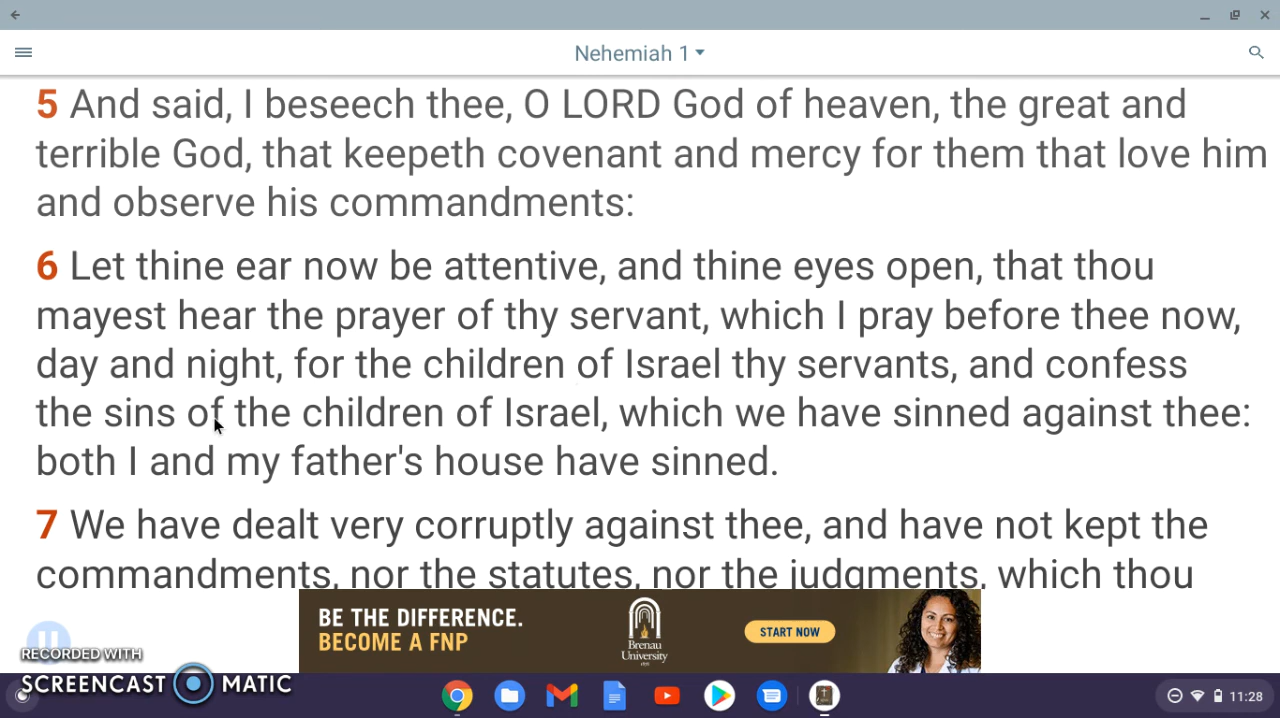 Nehemiah 1
5 And said, I beseech thee, O LORD God of heaven, the great and
terrible God, that keepeth covenant and mercy for them that love him
and observe his commandments:
6 Let thine ear now be attentive, and thine eyes open, that thou
mayest hear the prayer of thy servant, which I pray before thee now,
day and night, for the children of Israel thy servants, and confess
the sins of the children of Israel, which we have sinned against thee:
both I and my father's house have sinned.
7 We have dealt very corruptly against thee, and have not kept the
commandments, nor the statutes, nor the judgments, which thou
BE THE DIFFERENCE.
BECOME A FNP
Brenau
University
START NOW
RECORDED WITH
SCREENCAST MATIC
11:28